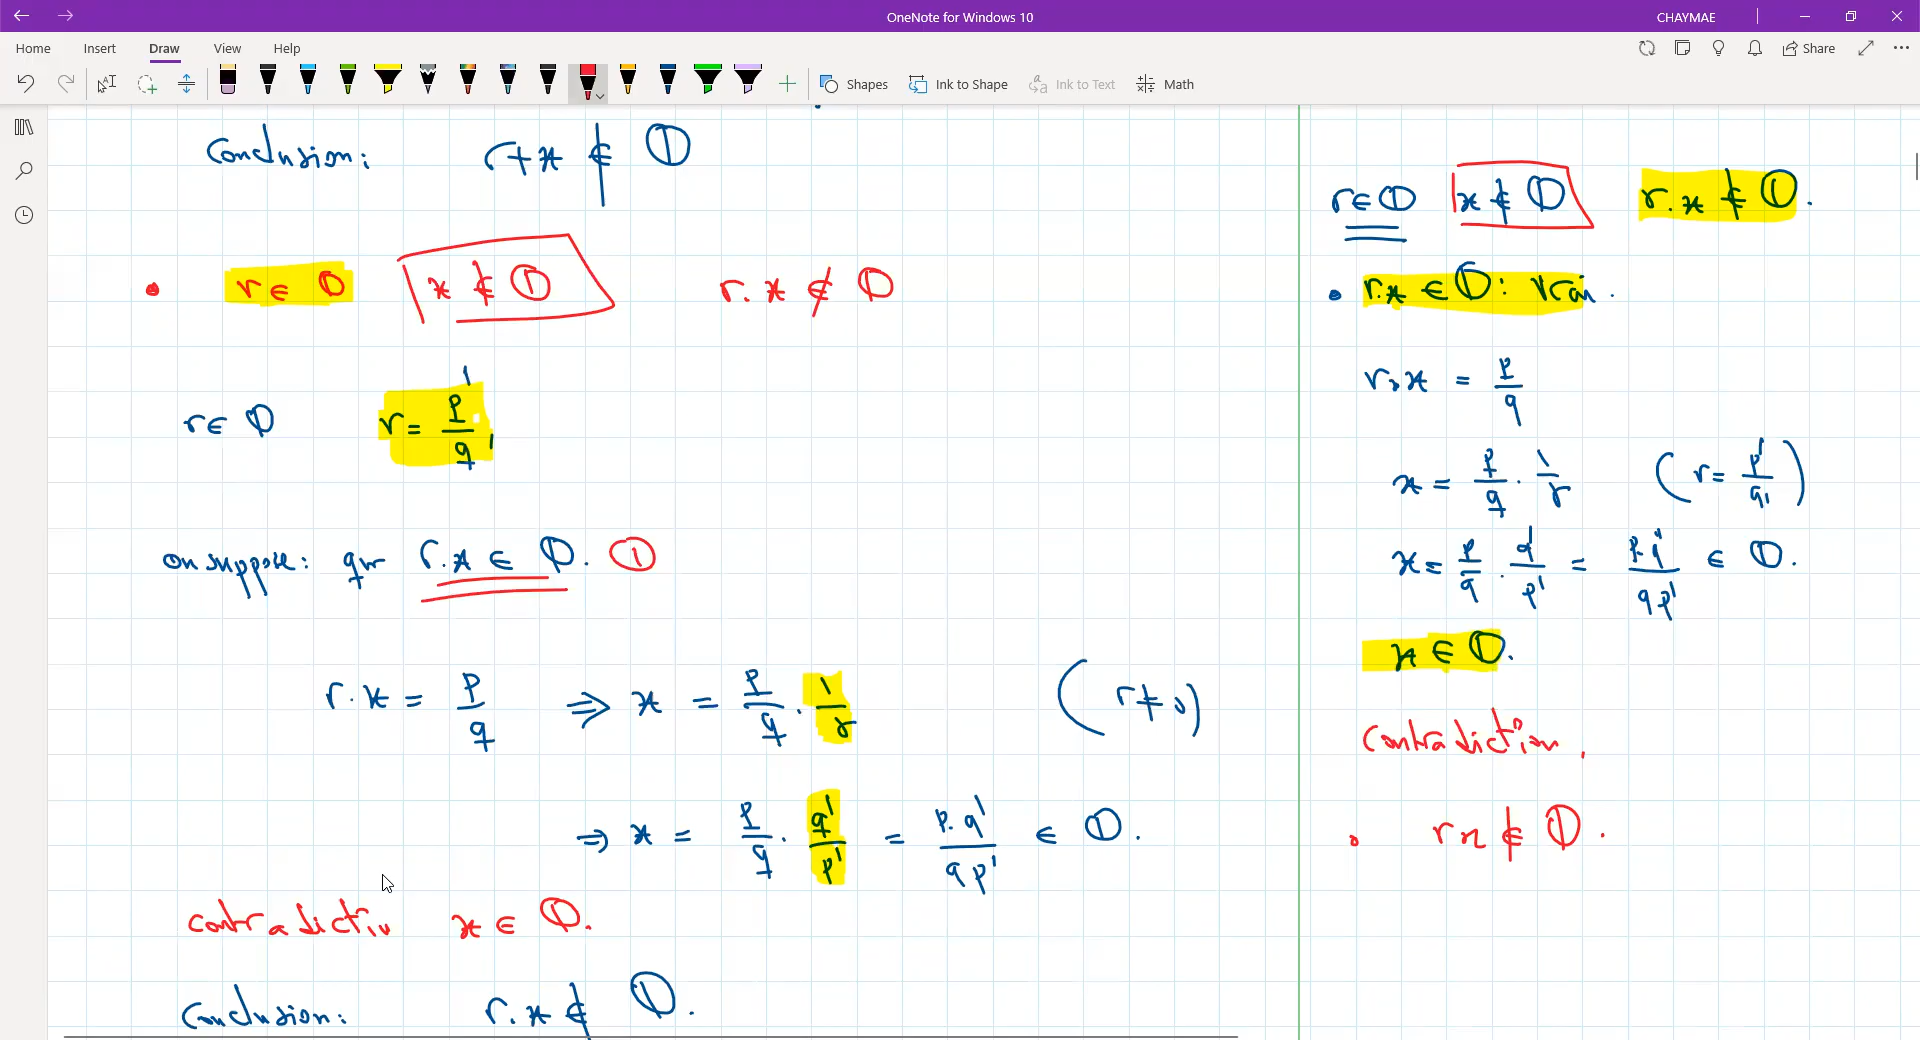 OneNote for Windows 10
CHAYMAE
Home Insert Draw View Help
Share
Shapes Ink to Shape Ink to Text Math
Conclusion: r+x ∉ ℚ
• r ∈ ℚ x ∉ ℚ r.x ∉ ℚ
r ∈ ℚ r = p'/q'
on suppose: que r.x ∈ ℚ. ①
r.x = p/q ⇒ x = p/q . 1/r (r ≠ 0)
⇒ x = p/q . q'/p' = p.q'/qp' ∈ ℚ.
contradiction x ∈ ℚ.
Conclusion: r.x ∉ ℚ.
r ∈ ℚ x ∉ ℚ r.x ∉ ℚ.
• r.x ∈ ℚ: vrai.
r.x = p/q
x = p/q . 1/r (r = p'/q')
x = p/q . q'/p' = p.q'/qp' ∈ ℚ.
x ∈ ℚ.
Contradiction.
• rx ∉ ℚ.